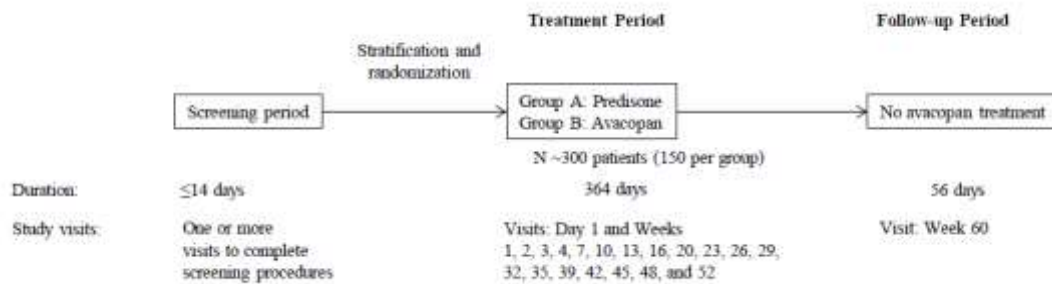 Treatment Period
Follow-up Period
Stratification and
randomization
Screening period
Group A: Predisone
Group B: Avacopan
No avacopan treatment
N ~300 patients (150 per group)
Duration:
≤14 days
364 days
56 days
Study visits:
One or more
visits to complete
screening procedures
Visits: Day 1 and Weeks
1, 2, 3, 4, 7, 10, 13, 16, 20, 23, 26, 29,
32, 35, 39, 42, 45, 48, and 52
Visit: Week 60